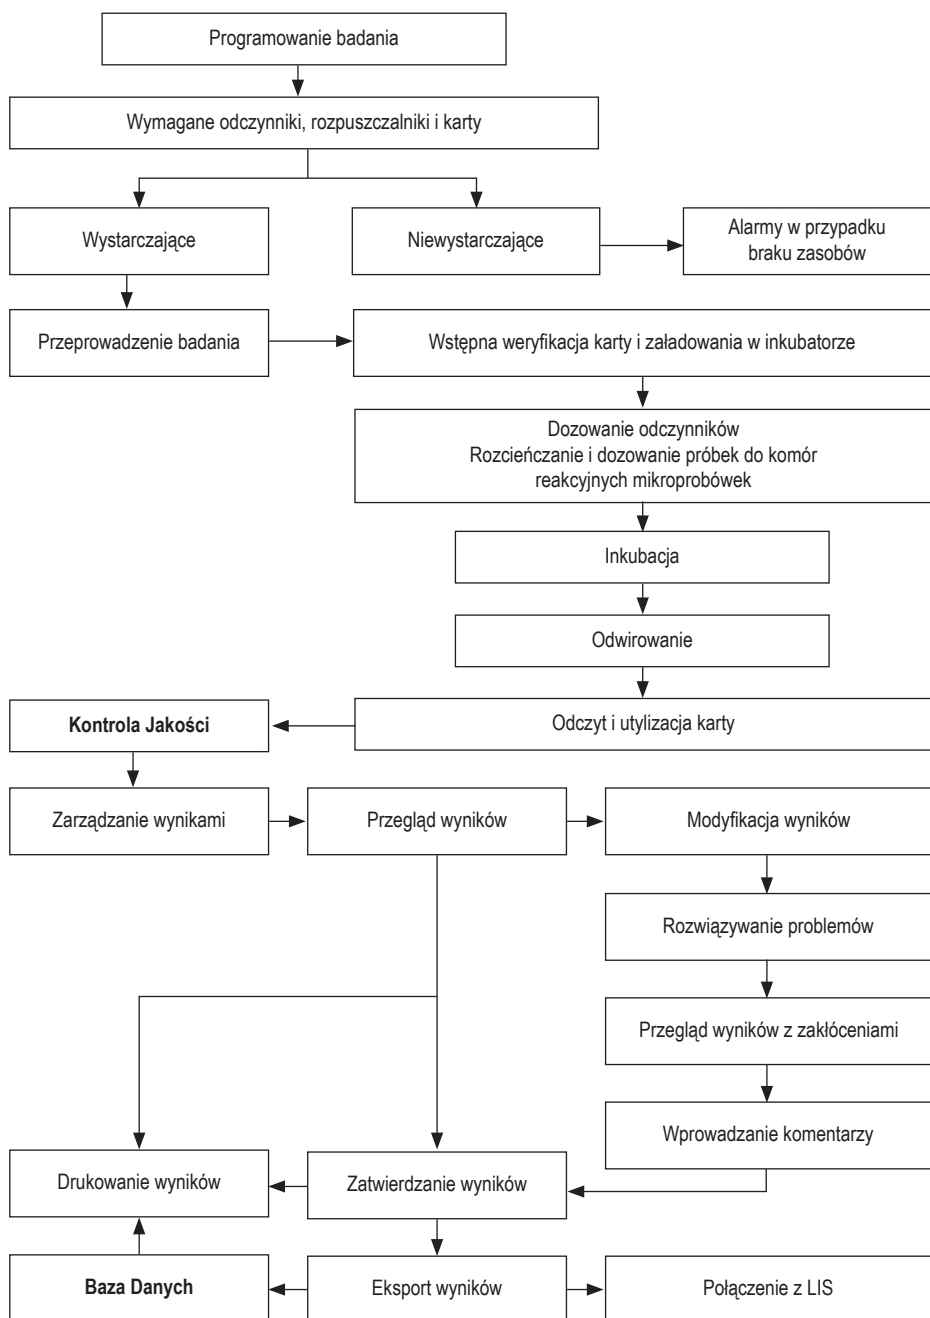 Programowanie badania
Wymagane odczynniki, rozpuszczalniki i karty
Wystarczające
Niewystarczające
Alarmy w przypadku
braku zasobów
Przeprowadzenie badania
Wstępna weryfikacja karty i załadowania w inkubatorze
Dozowanie odczynników
Rozcieńczanie i dozowanie próbek do komór
reakcyjnych mikroprobówek
Inkubacja
Odwirowanie
Odczyt i utylizacja karty
Kontrola Jakości
Zarządzanie wynikami
Przegląd wyników
Modyfikacja wyników
Rozwiązywanie problemów
Przegląd wyników z zakłóceniami
Wprowadzanie komentarzy
Drukowanie wyników
Zatwierdzanie wyników
Baza Danych
Eksport wyników
Połączenie z LIS